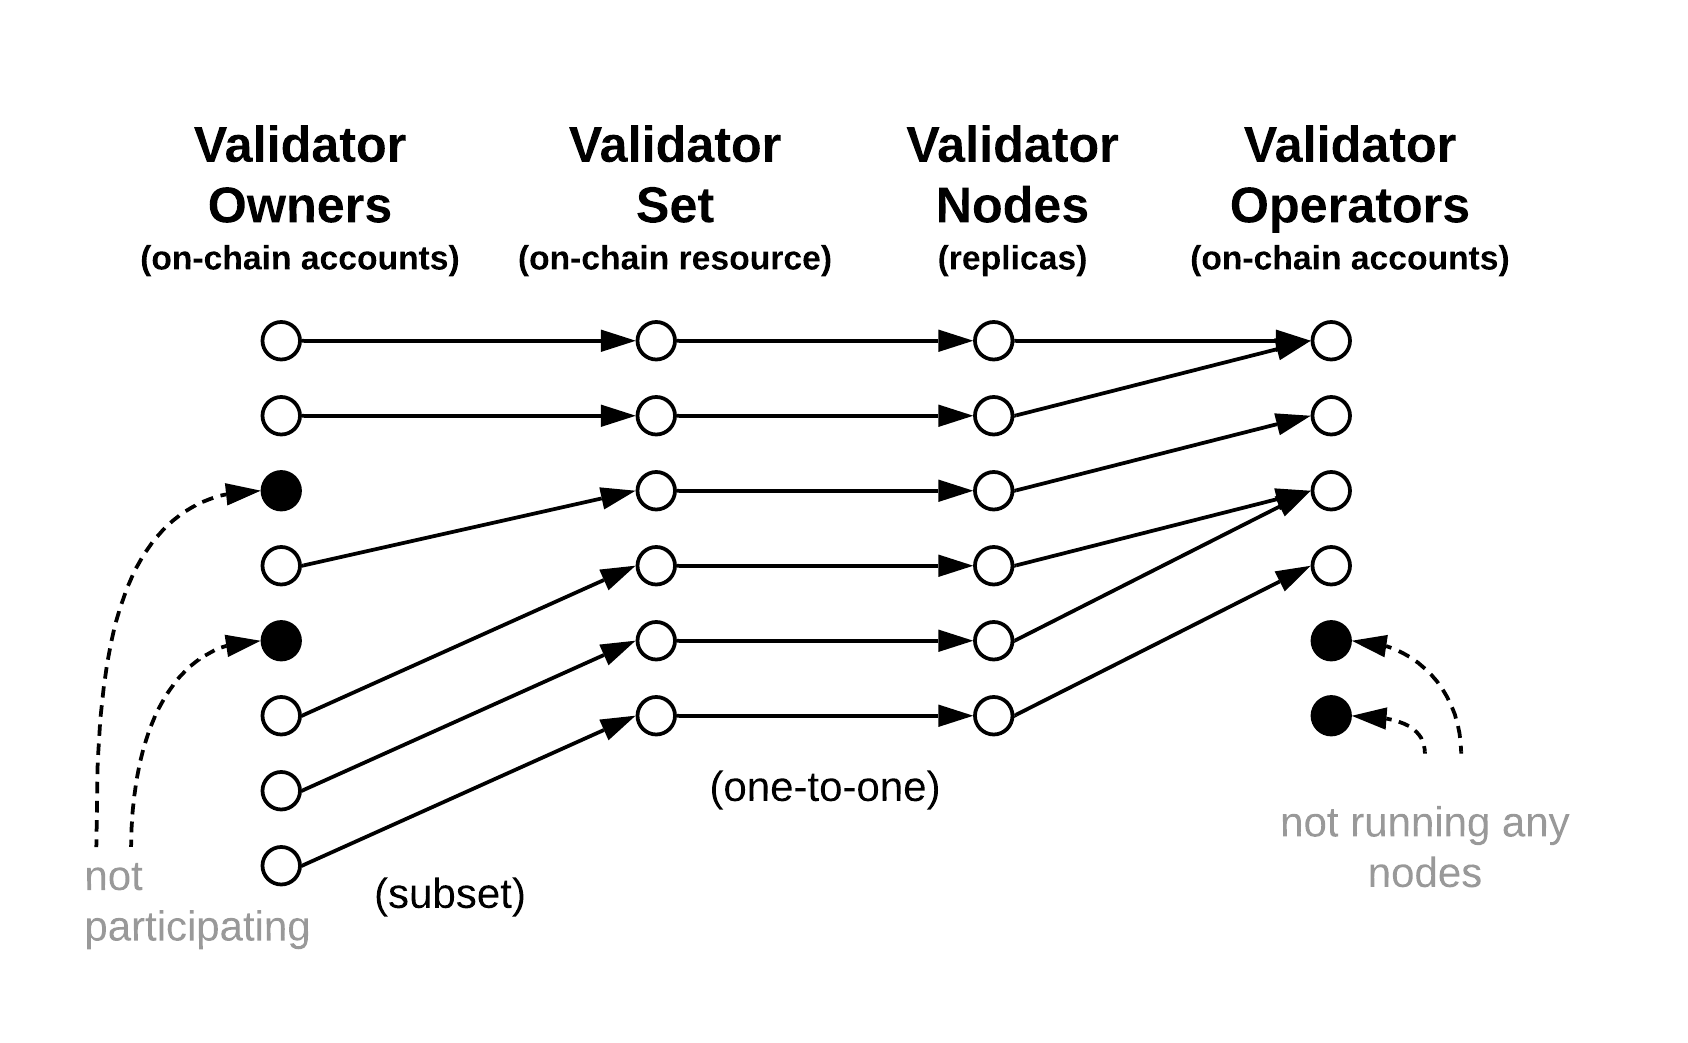 Validator
Owners
(on-chain accounts)
Validator
Set
(on-chain resource)
Validator
Nodes
(replicas)
Validator
Operators
(on-chain accounts)
(one-to-one)
not running any
nodes
not
participating
(subset)